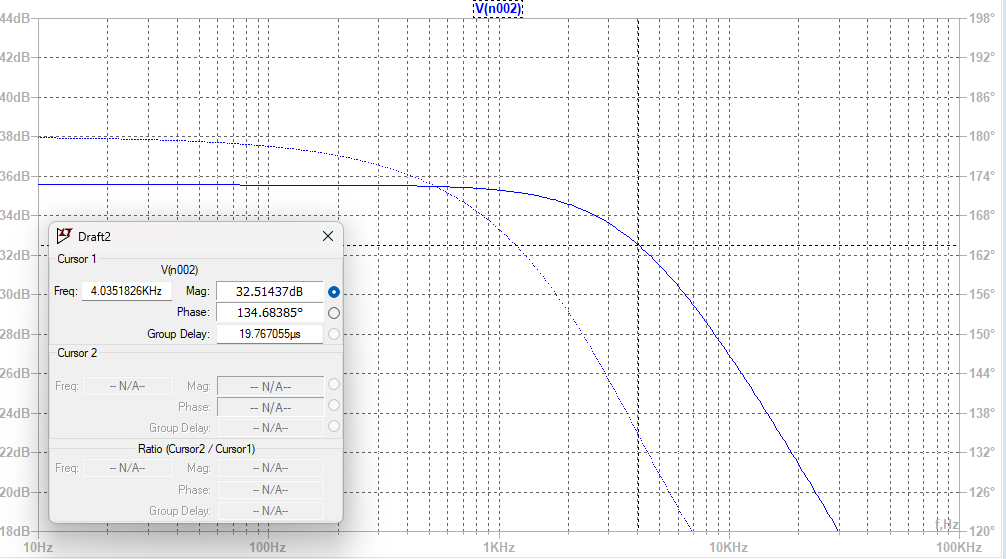 V(n002)
44dB
198°
42dB
192°
40dB
186°
38dB
180°
36dB
174°
34dB
168°
32dB
162°
30dB
156°
28dB
150°
26dB
144°
24dB
138°
22dB
132°
20dB
126°
18dB
120°
f,Hz
10Hz 100Hz 1KHz 10KHz 100KHz
Draft2
Cursor 1
V(n002)
Freq: 4.0351826KHz Mag: 32.51437dB
Phase: 134.68385°
Group Delay: 19.767055µs
Cursor 2
Freq: -- N/A-- Mag: -- N/A--
Phase: -- N/A--
Group Delay: -- N/A--
Ratio (Cursor2 / Cursor1)
Freq: -- N/A-- Mag: -- N/A--
Phase: -- N/A--
Group Delay: -- N/A--